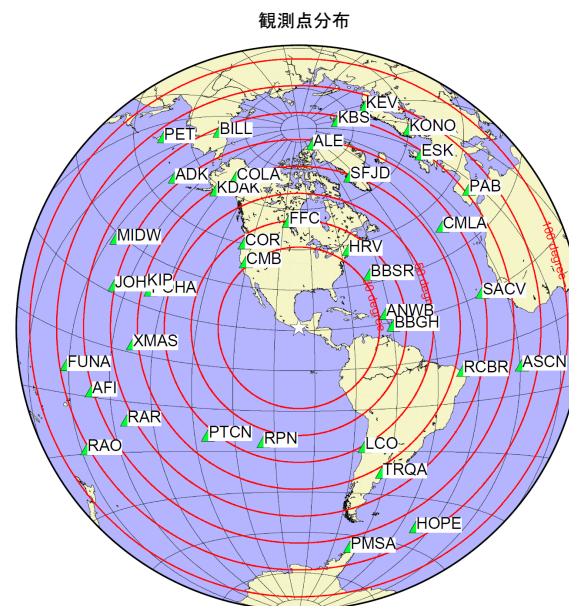 観測点分布
KEV
KBS
KONO
PET
BILL
ALE
ESK
ADK
COLA
SFJD
PAB
KDAK
FFC
CMLA
MIDW
COR
HRV
100 degree
CMB
BBSR
JOH
KIP
HA
SACV
ANWB
BBGH
XMAS
FUNA
RCBR
ASCN
AFI
RAR
PTCN
RPN
LCO
RAO
TRQA
HOPE
PMSA